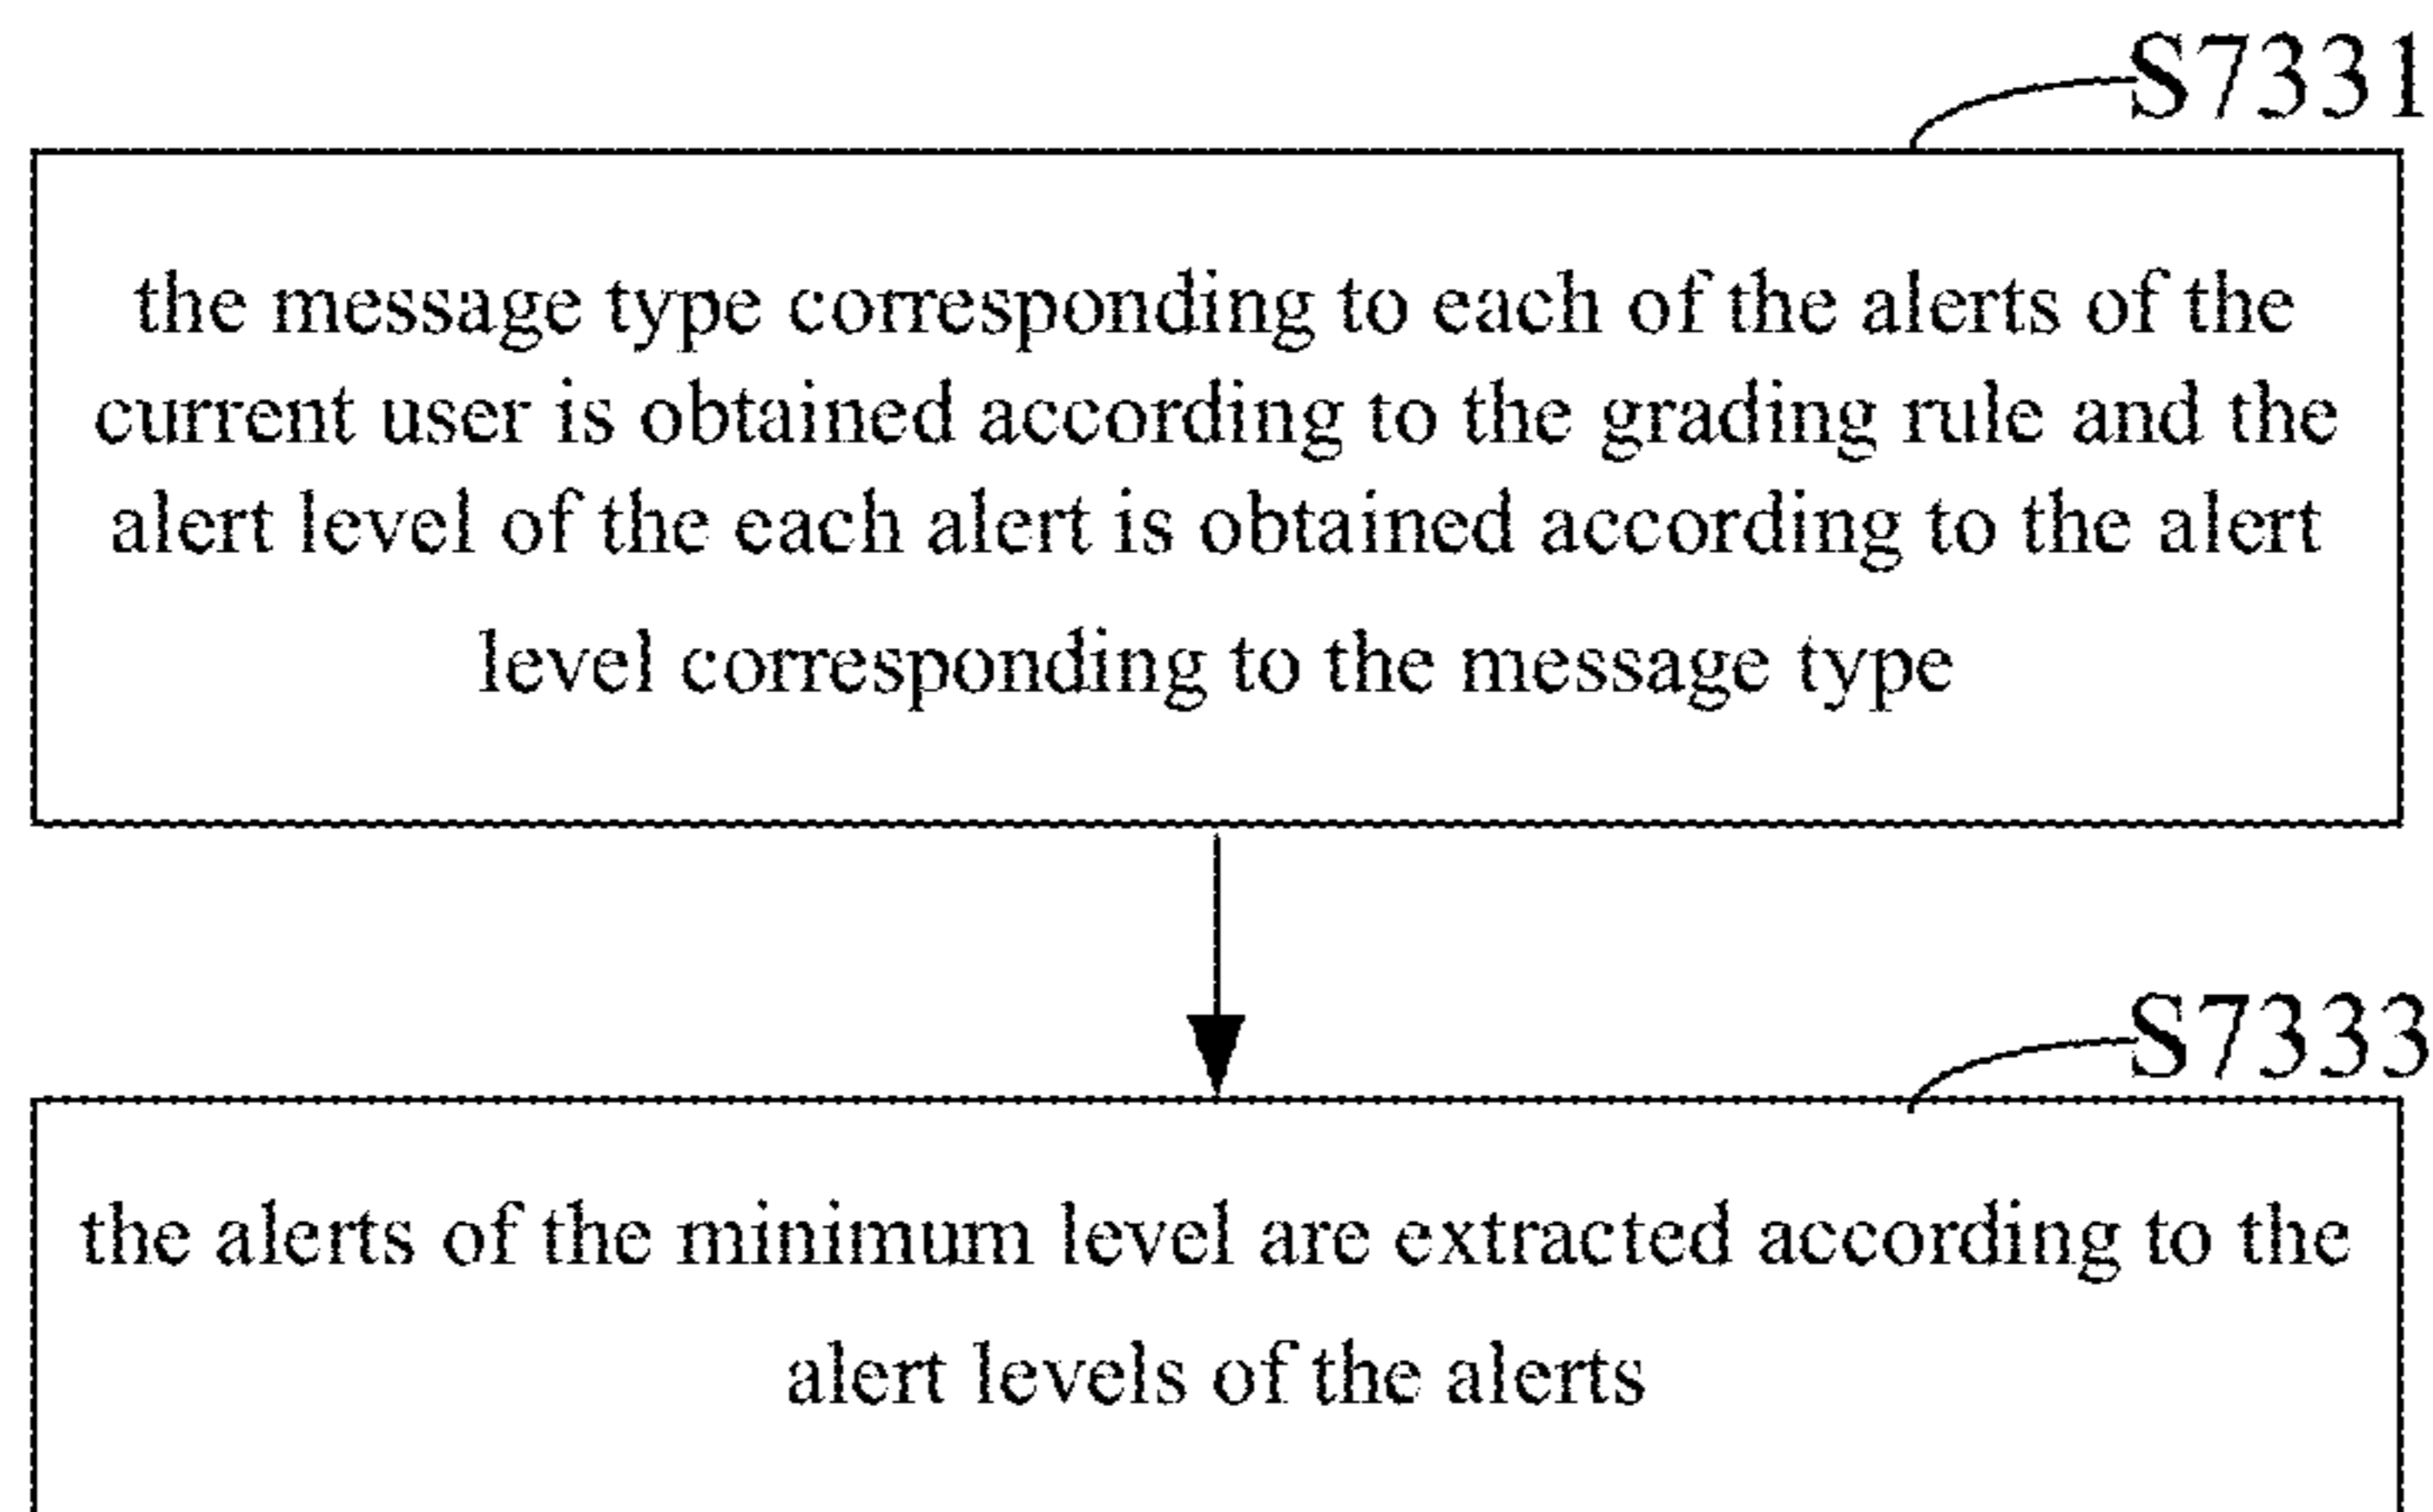 S7331
the message type corresponding to each of the alerts of the
current user is obtained according to the grading rule and the
alert level of the each alert is obtained according to the alert
level corresponding to the message type
S7333
the alerts of the minimum level are extracted according to the
alert levels of the alerts